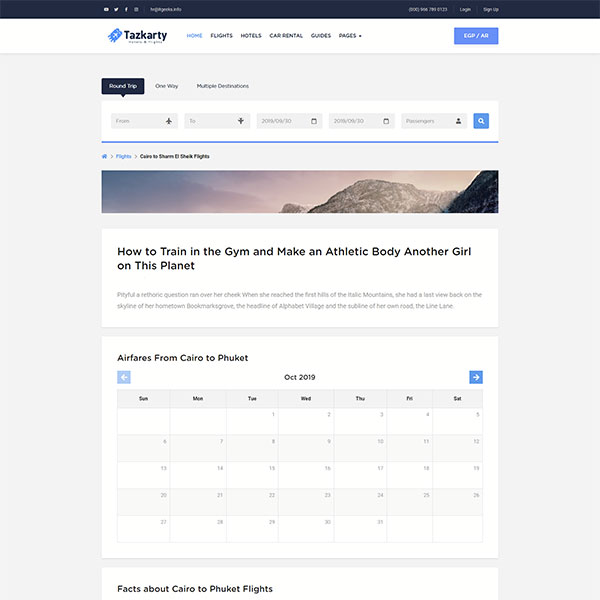 hr@itgeeks.info (000) 966 790 0123 Login Sign Up
Tazkarty
Hotels & Flights
HOME FLIGHTS HOTELS CAR RENTAL GUIDES PAGES
EGP / AR
Round Trip One Way Multiple Destinations
From To 2019/09/30 2019/09/30 Passengers
Flights Cairo to Sharm El Sheik Flights
How to Train in the Gym and Make an Athletic Body Another Girl
on This Planet
Pityful a rethoric question ran over her cheek When she reached the first hills of the Italic Mountains, she had a last view back on the
skyline of her hometown Bookmarksgrove, the headline of Alphabet Village and the subline of her own road, the Line Lane.
Airfares From Cairo to Phuket
Oct 2019
Sun Mon Tue Wed Thu Fri Sat
1 2 3 4 5
6 7 8 9 10 11 12
13 14 15 16 17 18 19
20 21 22 23 24 25 26
27 28 29 30 31
Facts about Cairo to Phuket Flights